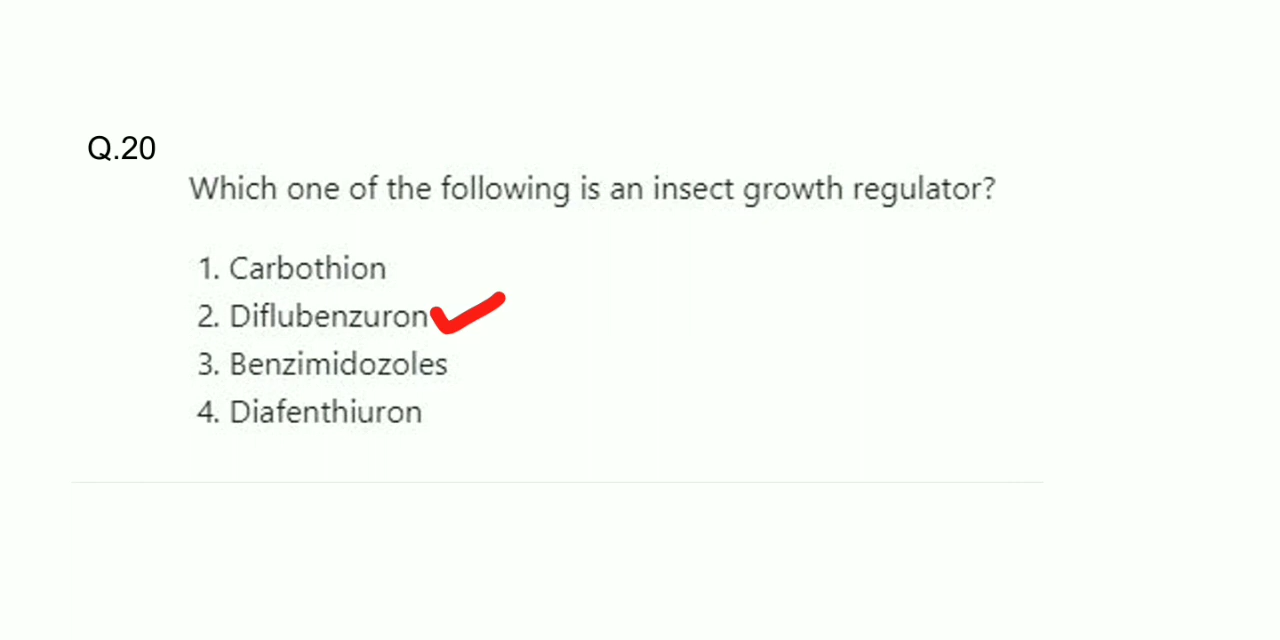 Q.20
Which one of the following is an insect growth regulator?
1. Carbothion
2. Diflubenzuron
3. Benzimidozoles
4. Diafenthiuron